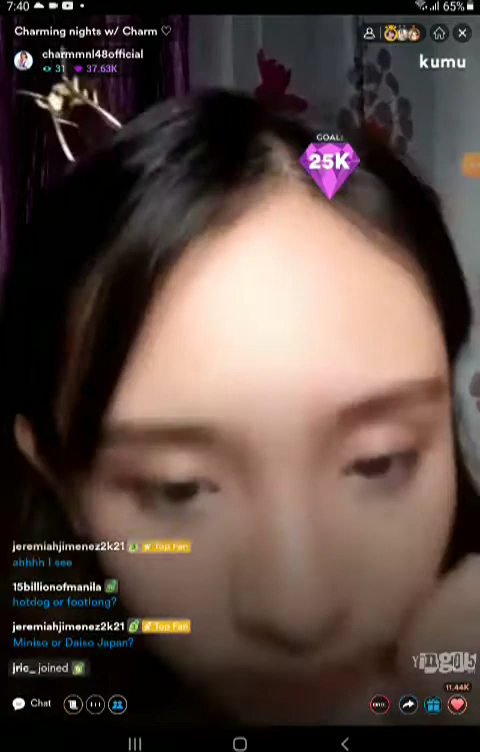 7:40
65%
Charming nights w/ Charm ♡
charmmnl48official
31 37.63K
kumu
GOAL:
25K
jeremiahjimenez2k21 Top Fan
ahhhh I see
15billionofmanila
hotdog or footlong?
jeremiahjimenez2k21 Top Fan
Miniso or Daiso Japan?
jric_ joined
11.44K
Chat